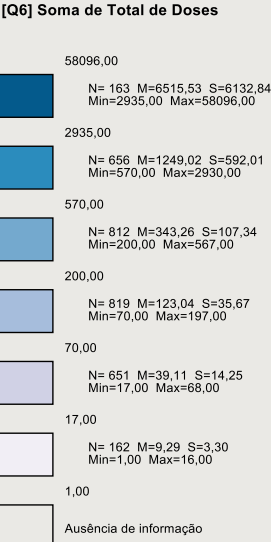 [Q6] Soma de Total de Doses
58096,00
N= 163 M=6515,53 S=6132,84
Min=2935,00 Max=58096,00
2935,00
N= 656 M=1249,02 S=592,01
Min=570,00 Max=2930,00
570,00
N= 812 M=343,26 S=107,34
Min=200,00 Max=567,00
200,00
N= 819 M=123,04 S=35,67
Min=70,00 Max=197,00
70,00
N= 651 M=39,11 S=14,25
Min=17,00 Max=68,00
17,00
N= 162 M=9,29 S=3,30
Min=1,00 Max=16,00
1,00
Ausência de informação